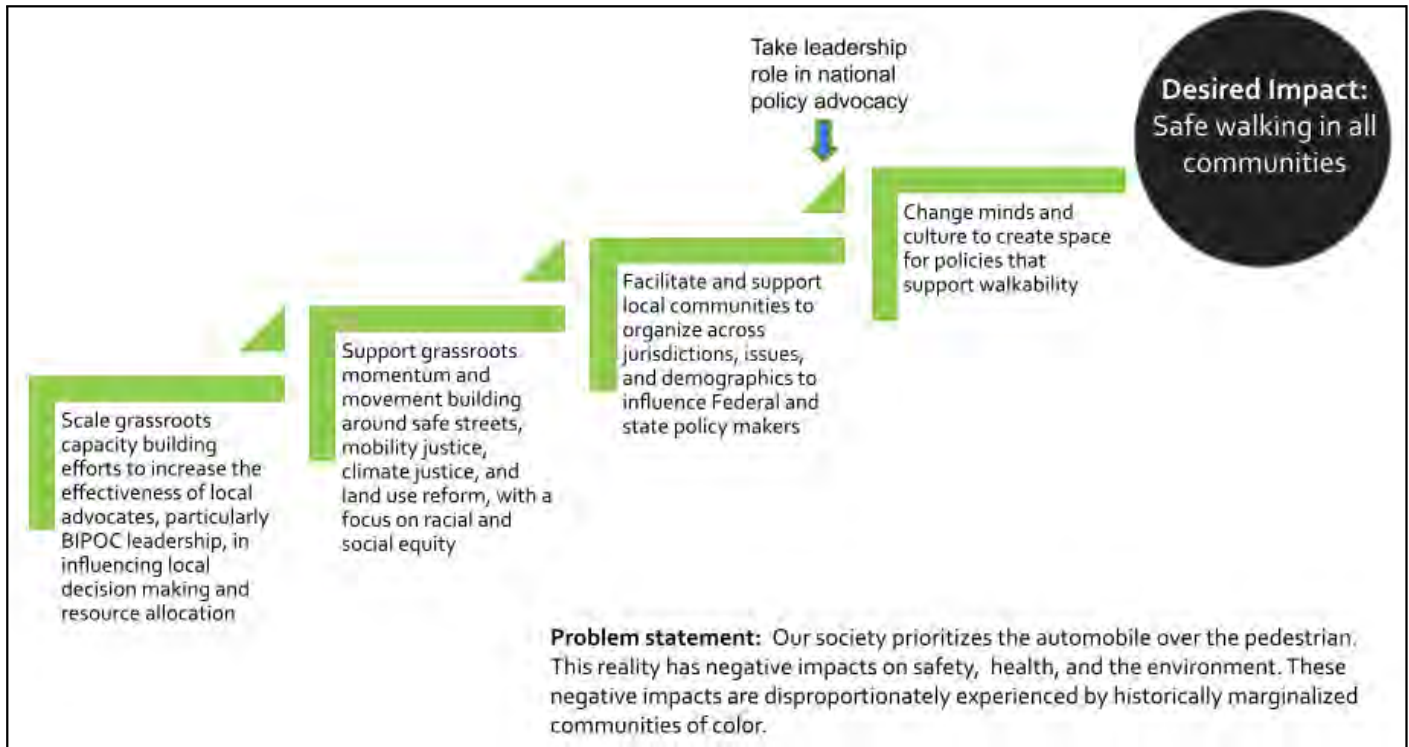 Take leadership
role in national
policy advocacy
Desired Impact:
Safe walking in all
communities
Change minds and
culture to create space
for policies that
support walkability
Facilitate and support
local communities to
organize across
jurisdictions, issues,
and demographics to
influence Federal and
state policy makers
Support grassroots
momentum and
movement building
around safe streets,
mobility justice,
climate justice, and
land use reform, with a
focus on racial and
social equity
Scale grassroots
capacity building
efforts to increase the
effectiveness of local
advocates, particularly
BIPOC leadership, in
influencing local
decision making and
resource allocation
Problem statement: Our society prioritizes the automobile over the pedestrian.
This reality has negative impacts on safety, health, and the environment. These
negative impacts are disproportionately experienced by historically marginalized
communities of color.